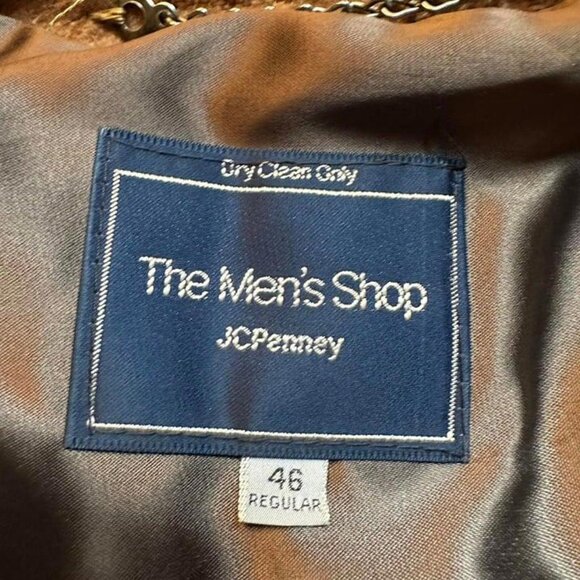 Dry Clean Only
The Men's Shop
JCPenney
46
REGULAR